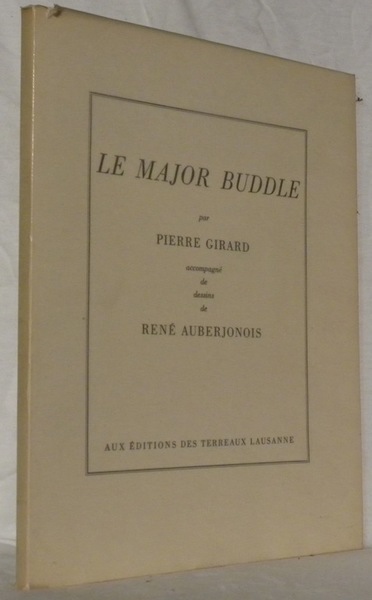 LE MAJOR BUDDLE
par
PIERRE GIRARD
accompagné
de
dessins
de
RENÉ AUBERJONOIS
AUX ÉDITIONS DES TERREAUX LAUSANNE